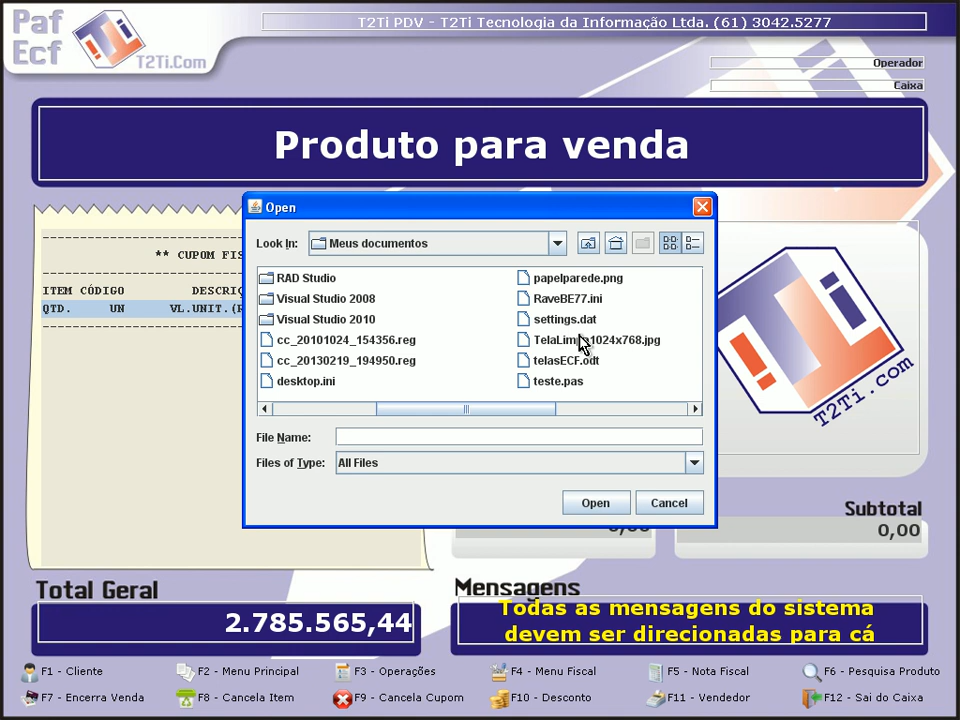 Paf
Ecf
T2Ti.Com
T2Ti PDV - T2Ti Tecnologia da Informação Ltda. (61) 3042.5277
Operador
Caixa
Produto para venda
** CUPOM FIS
ITEM CÓDIGO DESCRIÇ
QTD. UN VL.UNIT.(R
Open
Look In: Meus documentos
RAD Studio
Visual Studio 2008
Visual Studio 2010
cc_20101024_154356.reg
cc_20130219_194950.reg
desktop.ini
papelparede.png
RaveBE77.ini
settings.dat
telasECF.odt
teste.pas
File Name:
Files of Type: All Files
Open Cancel
T2Ti.com
Subtotal
0,00
0,00
Total Geral
2.785.565,44
Mensagens
Todas as mensagens do sistema
devem ser direcionadas para cá
F1 - Cliente F2 - Menu Principal F3 - Operações F4 - Menu Fiscal F5 - Nota Fiscal F6 - Pesquisa Produto
F7 - Encerra Venda F8 - Cancela Item F9 - Cancela Cupom F10 - Desconto F11 - Vendedor F12 - Sai do Caixa